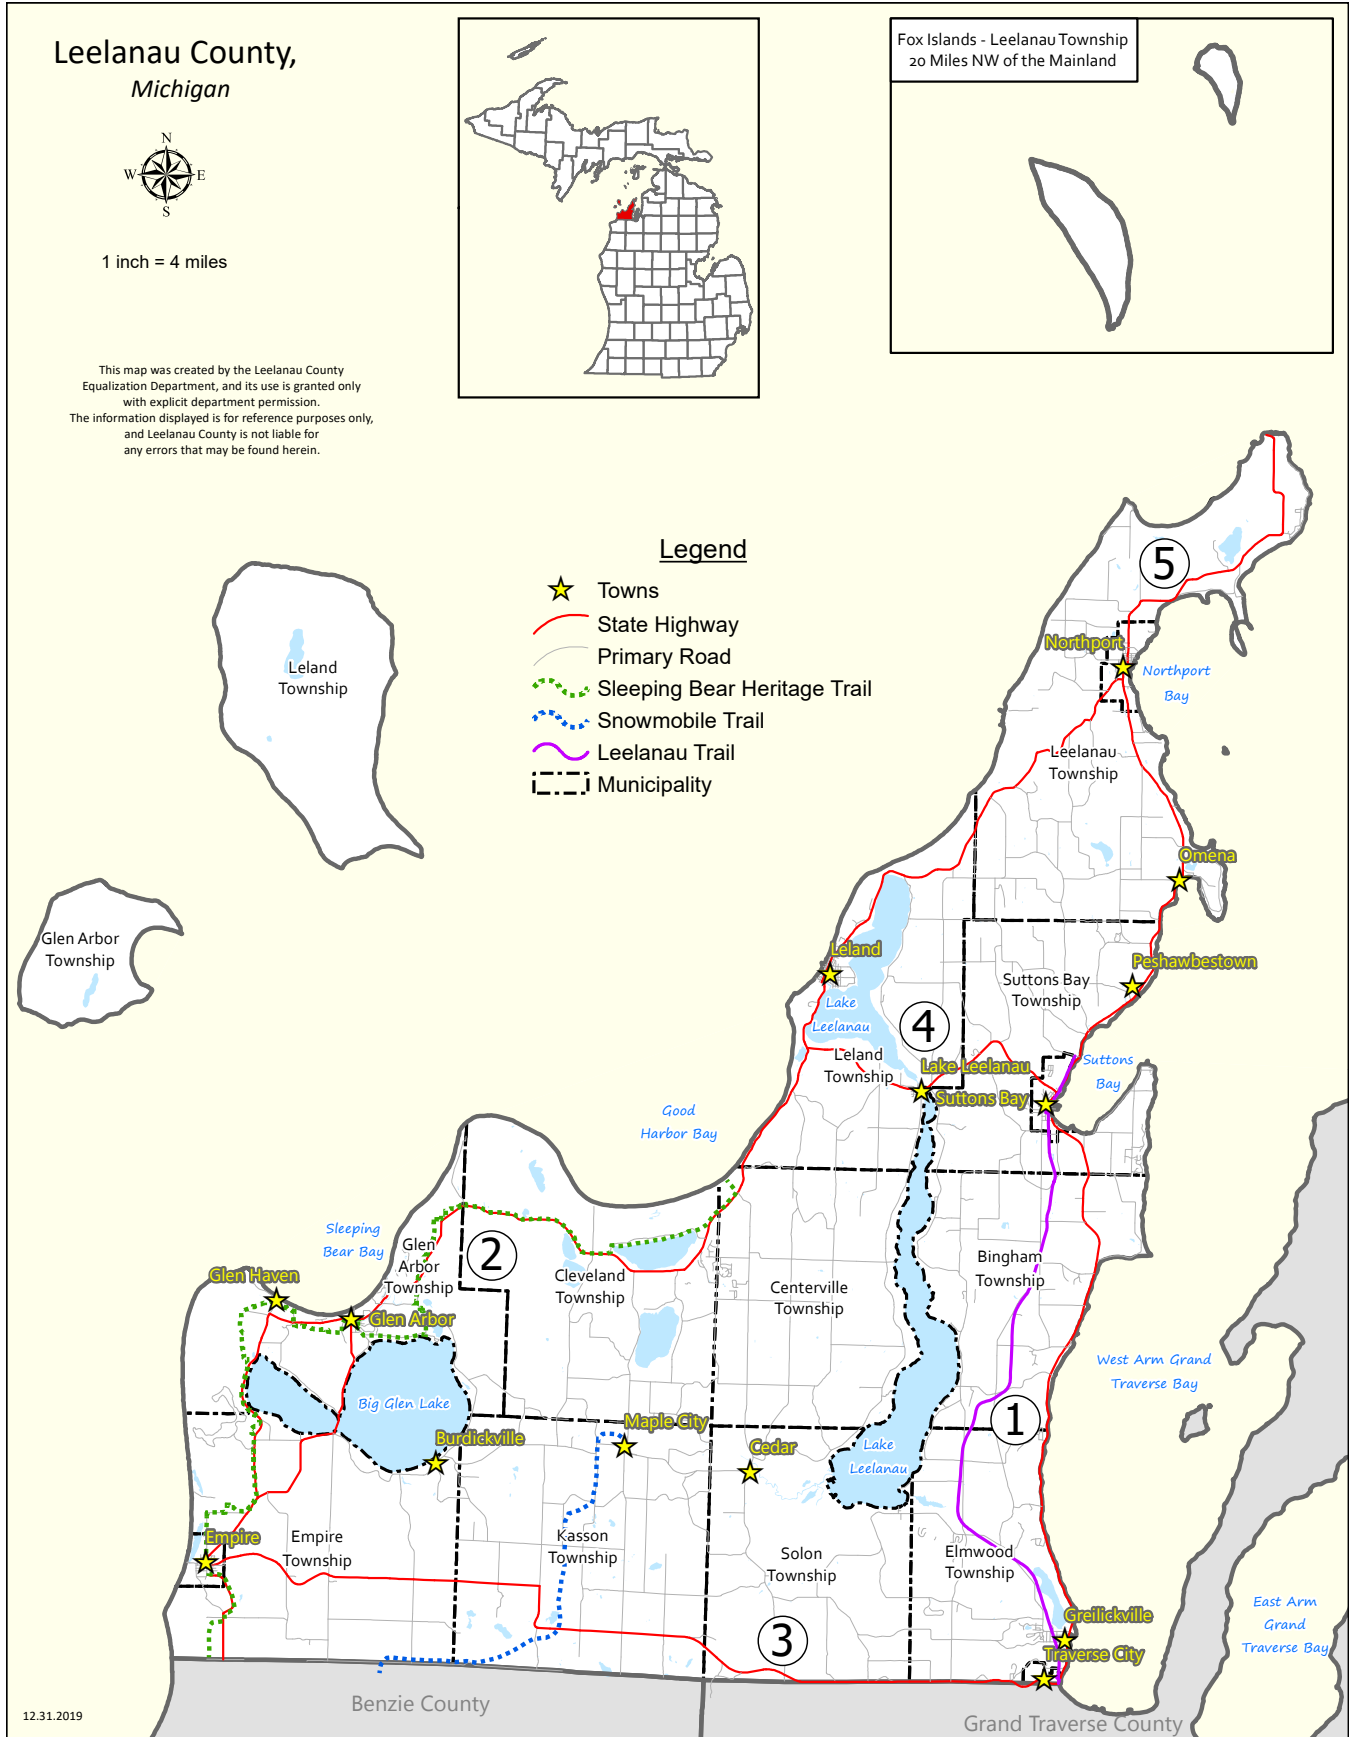 Leelanau County,
Michigan
N
W
E
S
1 inch = 4 miles
This map was created by the Leelanau County
Equalization Department, and its use is granted only
with explicit department permission.
The information displayed is for reference purposes only,
and Leelanau County is not liable for
any errors that may be found herein.
Fox Islands - Leelanau Township
20 Miles NW of the Mainland
Legend
Towns
State Highway
Primary Road
Sleeping Bear Heritage Trail
Snowmobile Trail
Leelanau Trail
Municipality
5
Northport
Northport
Bay
Leland
Township
Leelanau
Township
Omena
Glen Arbor
Township
Leland
Peshawbestown
Suttons Bay
Township
Lake
Leelanau
4
Leland
Township
Lake Leelanau
Suttons
Bay
Suttons Bay
Good
Harbor Bay
Sleeping
Bear Bay
Glen
Arbor
Township
2
Cleveland
Township
Centerville
Township
Bingham
Township
Glen Haven
Glen Arbor
West Arm Grand
Traverse Bay
Big Glen Lake
Burdickville
Maple City
Cedar
Lake
Leelanau
1
Empire
Empire
Township
Kasson
Township
Solon
Township
Elmwood
Township
Greilickville
Traverse City
3
East Arm
Grand
Traverse Bay
Benzie County
Grand Traverse County
12.31.2019